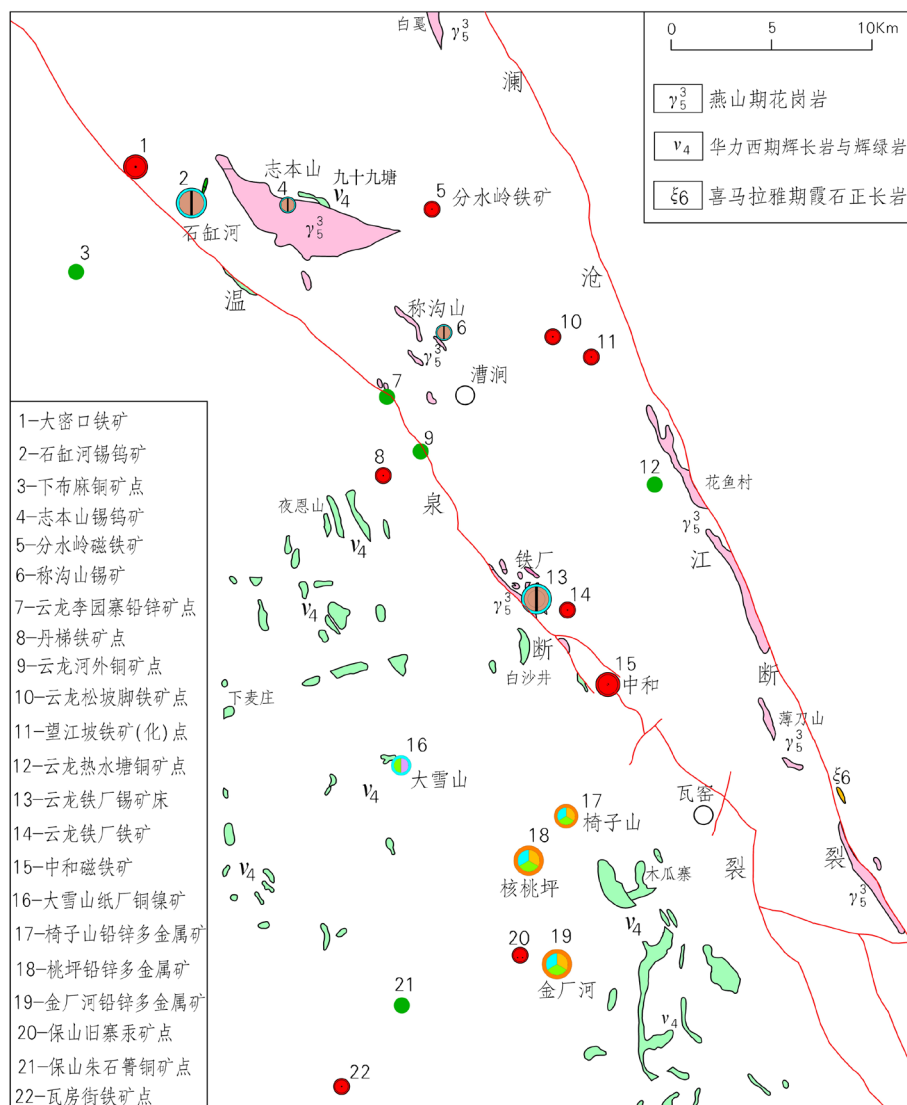 白戛
γ₅³
0 5 10Km
澜
γ₅³ 燕山期花岗岩
ν₄ 华力西期辉长岩与辉绿岩
ξ6 喜马拉雅期霞石正长岩
1
2
石缸河
志本山
4
九十九塘
ν₄
γ₅³
5
分水岭铁矿
3
温
沧
称沟山
6
γ₅³
10
11
漕涧
7
9
8
12
花鱼村
γ₅³
夜恩山
ν₄
泉
江
铁厂
13
γ₅³
14
ν₄
断
白沙井
15
中和
断
下麦庄
薄刀山
γ₅³
16
大雪山
ν₄
ξ6
瓦窑
17
椅子山
18
核桃坪
木瓜寨
裂
裂
γ₅³
ν₄
ν₄
20
19
金厂河
21
ν₄
22
1—大密口铁矿
2—石缸河锡钨矿
3—下布麻铜矿点
4—志本山锡钨矿
5—分水岭磁铁矿
6—称沟山锡矿
7—云龙李园寨铅锌矿点
8—丹梯铁矿点
9—云龙河外铜矿点
10—云龙松坡脚铁矿点
11—望江坡铁矿(化)点
12—云龙热水塘铜矿点
13—云龙铁厂锡矿床
14—云龙铁厂铁矿
15—中和磁铁矿
16—大雪山纸厂铜镍矿
17—椅子山铅锌多金属矿
18—桃坪铅锌多金属矿
19—金厂河铅锌多金属矿
20—保山旧寨汞矿点
21—保山朱石箐铜矿点
22—瓦房街铁矿点